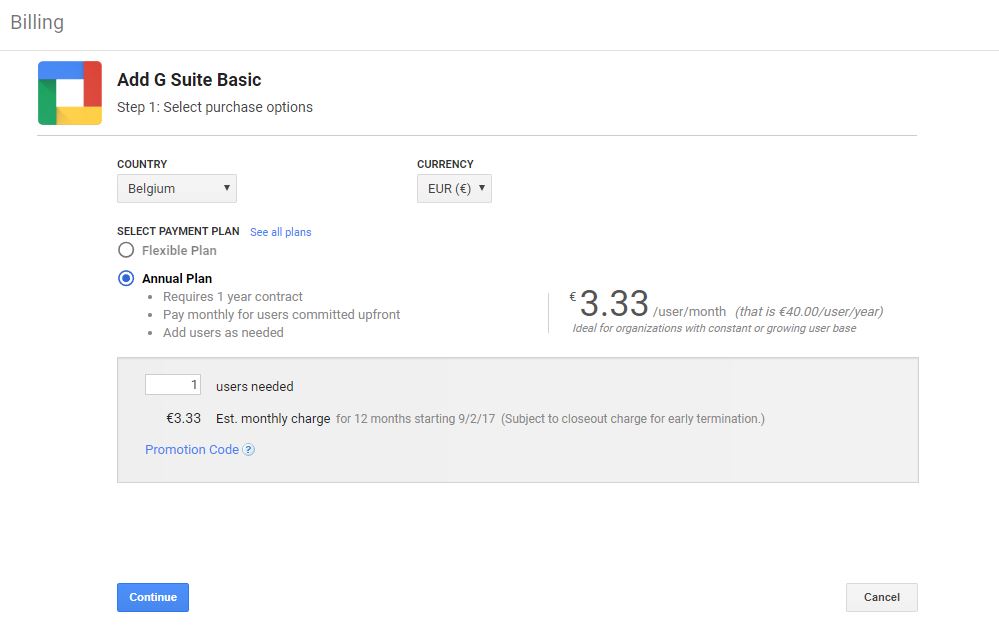 Billing
Add G Suite Basic
Step 1: Select purchase options
COUNTRY
CURRENCY
Belgium
EUR (€)
SELECT PAYMENT PLAN See all plans
Flexible Plan
Annual Plan
Requires 1 year contract
Pay monthly for users committed upfront
Add users as needed
€3.33 /user/month (that is €40.00/user/year)
Ideal for organizations with constant or growing user base
1 users needed
€3.33 Est. monthly charge for 12 months starting 9/2/17 (Subject to closeout charge for early termination.)
Promotion Code ?
Continue
Cancel